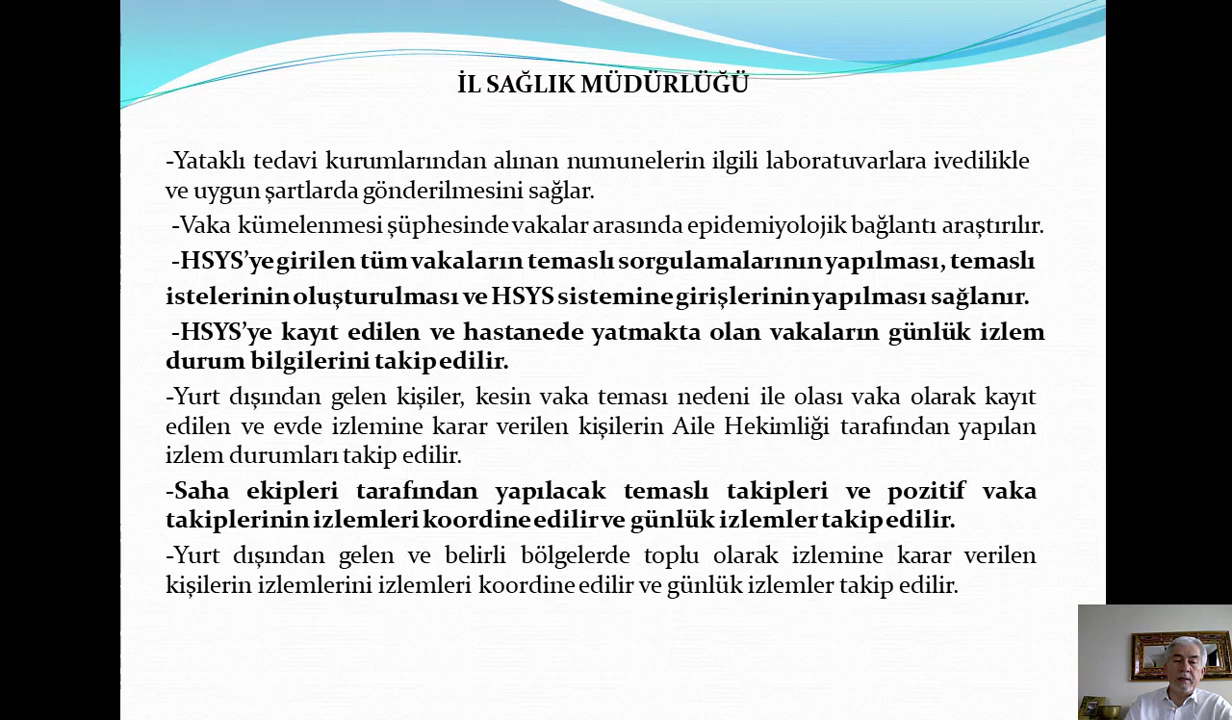 İL SAĞLIK MÜDÜRLÜĞÜ
-Yataklı tedavi kurumlarından alınan numunelerin ilgili laboratuvarlara ivedilikle
ve uygun şartlarda gönderilmesini sağlar.
-Vaka kümelenmesi şüphesinde vakalar arasında epidemiyolojik bağlantı araştırılır.
-HSYS’ye girilen tüm vakaların temaslı sorgulamalarının yapılması, temaslı
istelerinin oluşturulması ve HSYS sistemine girişlerinin yapılması sağlanır.
-HSYS’ye kayıt edilen ve hastanede yatmakta olan vakaların günlük izlem
durum bilgilerini takip edilir.
-Yurt dışından gelen kişiler, kesin vaka teması nedeni ile olası vaka olarak kayıt
edilen ve evde izlemine karar verilen kişilerin Aile Hekimliği tarafından yapılan
izlem durumları takip edilir.
-Saha ekipleri tarafından yapılacak temaslı takipleri ve pozitif vaka
takiplerinin izlemleri koordine edilir ve günlük izlemler takip edilir.
-Yurt dışından gelen ve belirli bölgelerde toplu olarak izlemine karar verilen
kişilerin izlemlerini izlemleri koordine edilir ve günlük izlemler takip edilir.